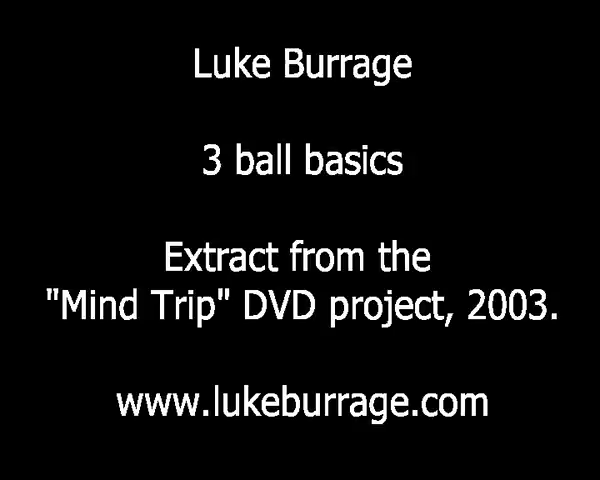 Luke Burrage
3 ball basics
Extract from the
"Mind Trip" DVD project, 2003.
www.lukeburrage.com